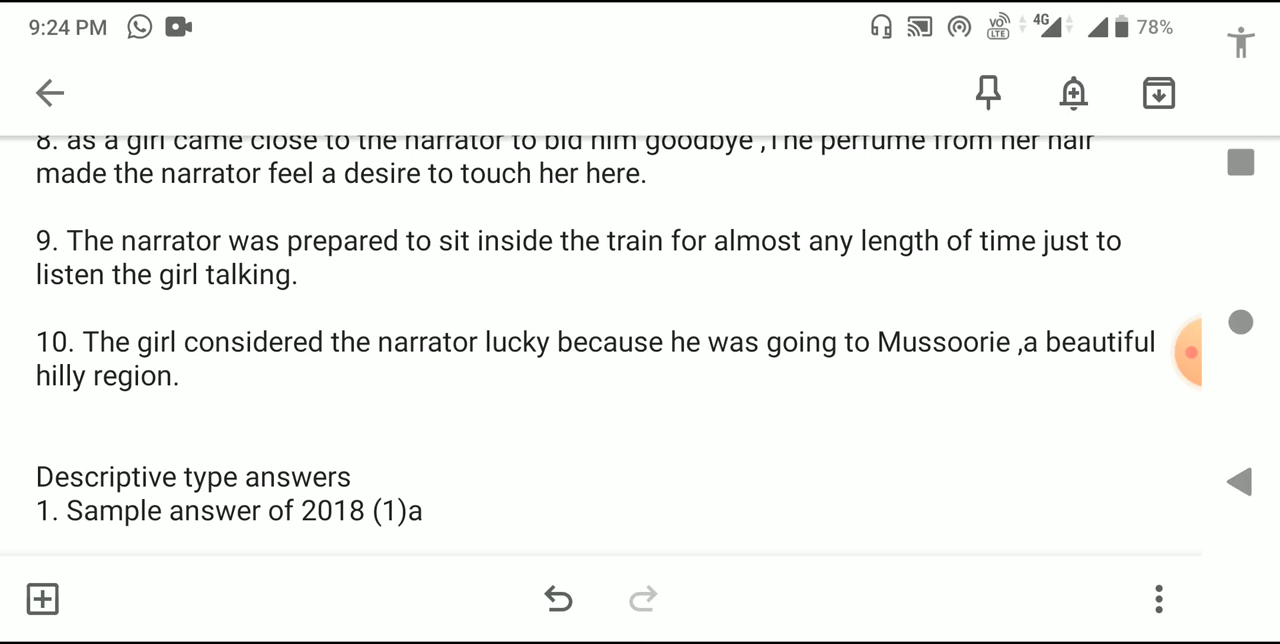 9:24 PM
VO LTE
4G
78%
8. as a girl came close to the narrator to bid him goodbye ,The perfume from her hair
made the narrator feel a desire to touch her here.
9. The narrator was prepared to sit inside the train for almost any length of time just to
listen the girl talking.
10. The girl considered the narrator lucky because he was going to Mussoorie ,a beautiful
hilly region.
Descriptive type answers
1. Sample answer of 2018 (1)a